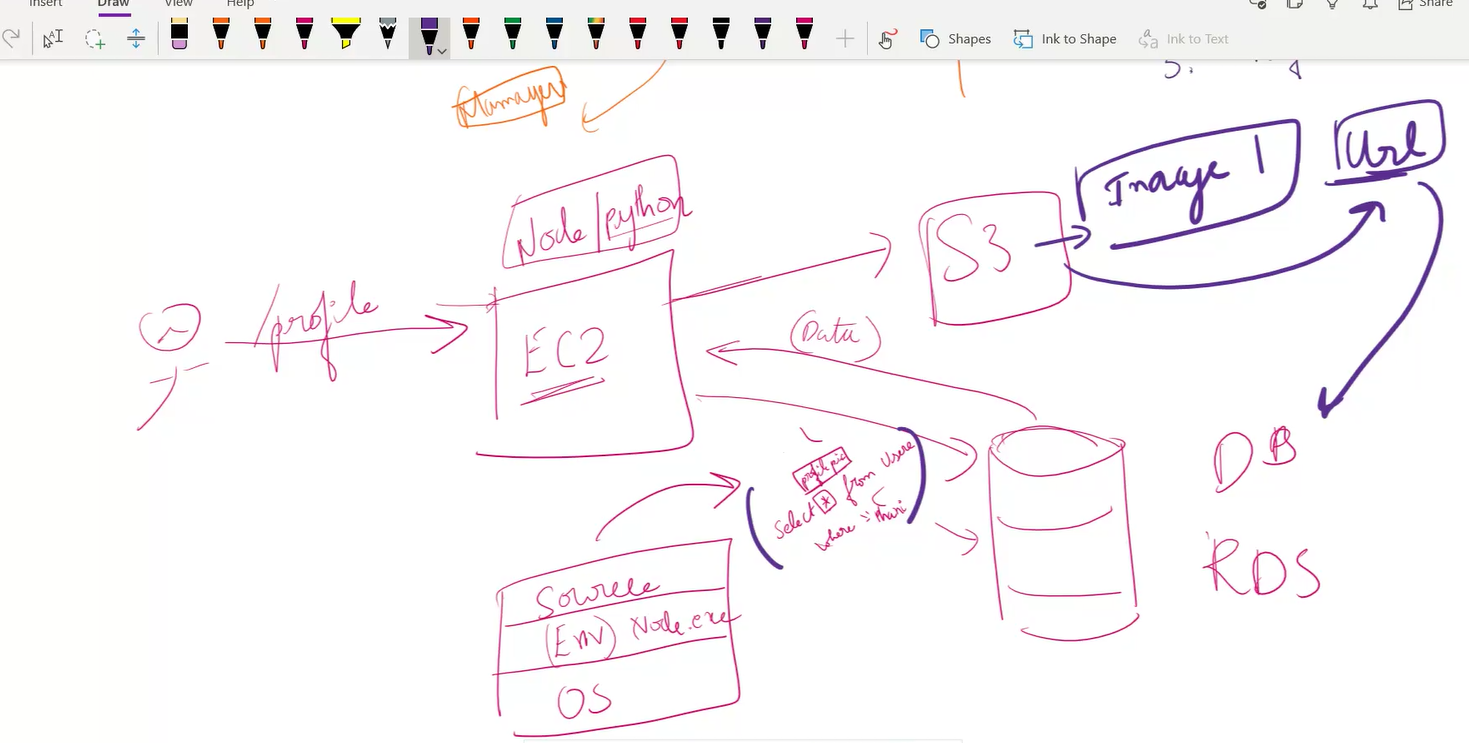 Insert Draw View Help Share
Shapes Ink to Shape Ink to Text
Manager
5.
Image 1
Url
Node/python
S3
/profile
EC2
(Data)
DB
profile pic
Select * from Users
where =
RDS
Source
(Env) Node.exe
OS